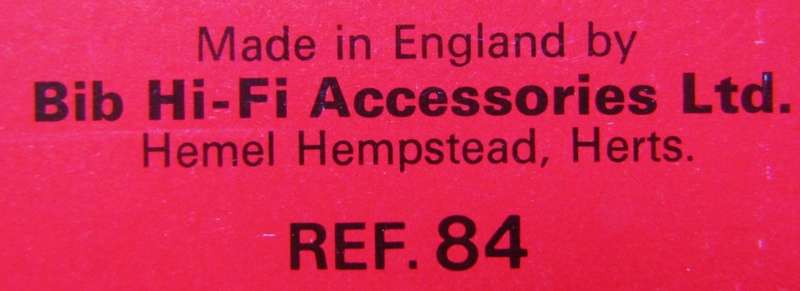 Made in England by
Bib Hi-Fi Accessories Ltd.
Hemel Hempstead, Herts.
REF. 84